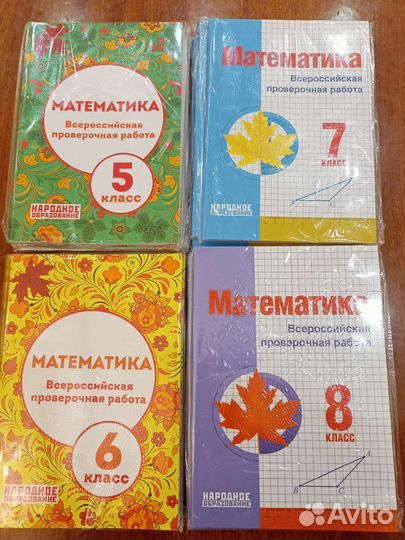 МАТЕМАТИКА
Всероссийская
проверочная работа
5
класс
НАРОДНОЕ
ОБРАЗОВАНИЕ
Математика
Всероссийская
проверочная работа
7
КЛАСС
НАРОДНОЕ
ОБРАЗОВАНИЕ
МАТЕМАТИКА
Всероссийская
проверочная работа
6
класс
НАРОДНОЕ
ОБРАЗОВАНИЕ
Математика
Всероссийская
проверочная работа
8
КЛАСС
A
B
C
НАРОДНОЕ
ОБРАЗОВАНИЕ
Avito